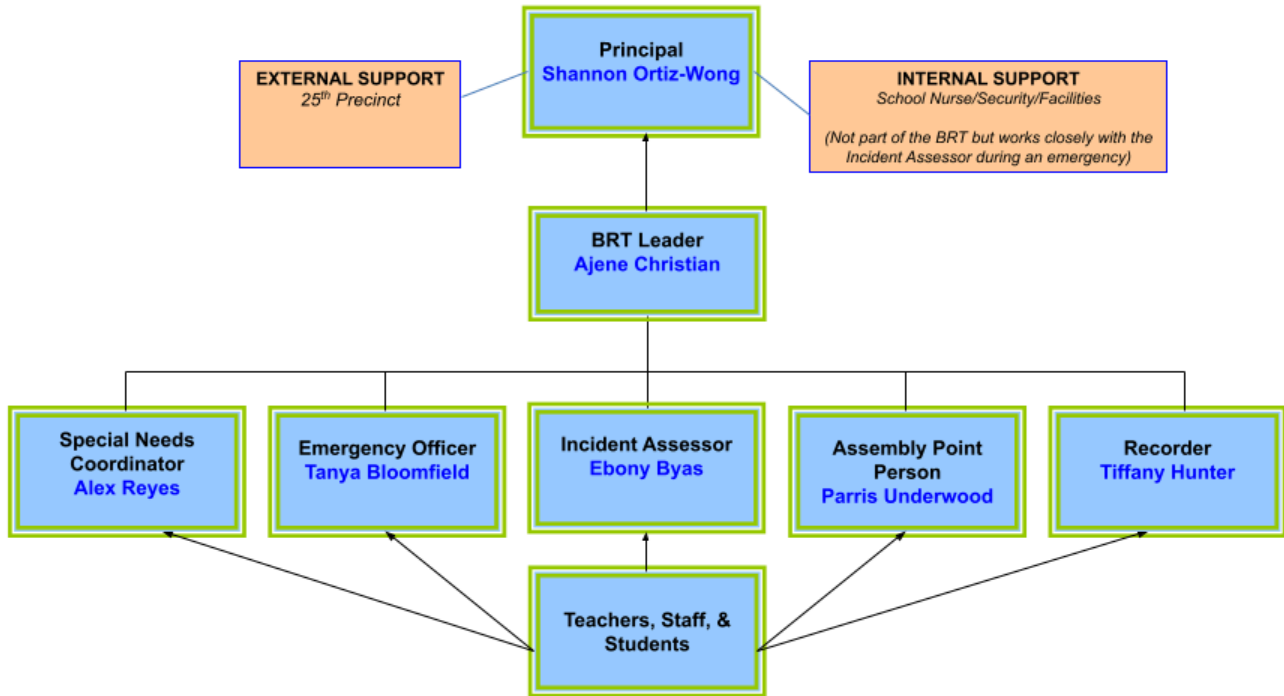 Principal
Shannon Ortiz-Wong
EXTERNAL SUPPORT
25th Precinct
INTERNAL SUPPORT
School Nurse/Security/Facilities
(Not part of the BRT but works closely with the
Incident Assessor during an emergency)
BRT Leader
Ajene Christian
Special Needs
Coordinator
Alex Reyes
Emergency Officer
Tanya Bloomfield
Incident Assessor
Ebony Byas
Assembly Point
Person
Parris Underwood
Recorder
Tiffany Hunter
Teachers, Staff, &
Students